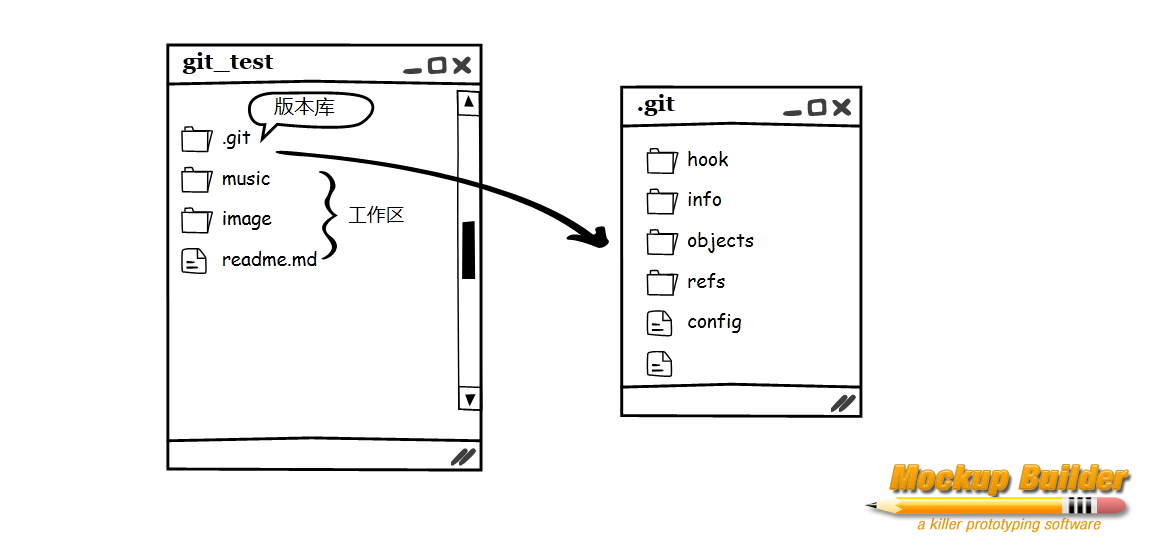 git_test
版本库
.git
music
image
工作区
readme.md
.git
hook
info
objects
refs
config
Mockup Builder
a killer prototyping software